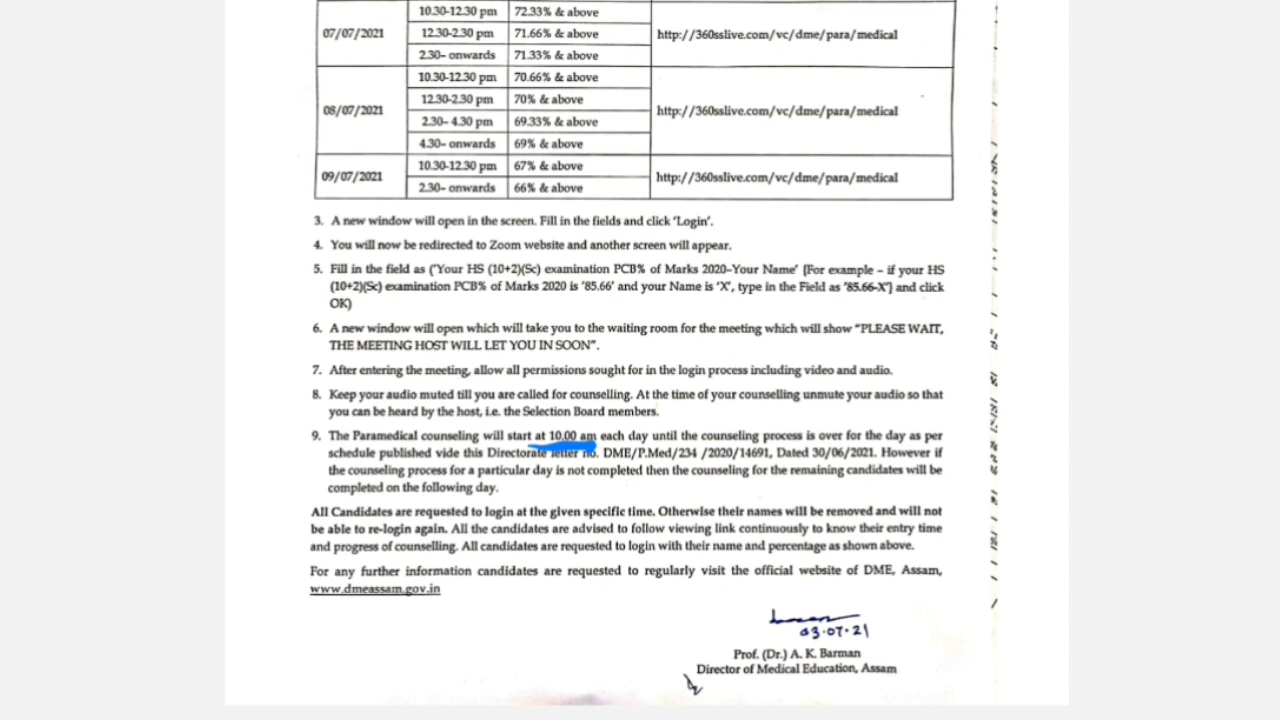 07/07/2021 10.30-12.30 pm 72.33% & above http://360sslive.com/vc/dme/para/medical
12.30-2.30 pm 71.66% & above
2.30- onwards 71.33% & above
08/07/2021 10.30-12.30 pm 70.66% & above http://360sslive.com/vc/dme/para/medical
12.30-2.30 pm 70% & above
2.30- 4.30 pm 69.33% & above
4.30- onwards 69% & above
09/07/2021 10.30-12.30 pm 67% & above http://360sslive.com/vc/dme/para/medical
2.30- onwards 66% & above
3. A new window will open in the screen. Fill in the fields and click 'Login'.
4. You will now be redirected to Zoom website and another screen will appear.
5. Fill in the field as ('Your HS (10+2)(Sc) examination PCB% of Marks 2020-Your Name' [For example – if your HS
(10+2)(Sc) examination PCB% of Marks 2020 is '85.66' and your Name is 'X', type in the Field as '85.66-X'] and click
OK)
6. A new window will open which will take you to the waiting room for the meeting which will show "PLEASE WAIT,
THE MEETING HOST WILL LET YOU IN SOON".
7. After entering the meeting, allow all permissions sought for in the login process including video and audio.
8. Keep your audio muted till you are called for counselling. At the time of your counselling unmute your audio so that
you can be heard by the host, i.e. the Selection Board members.
9. The Paramedical counseling will start at 10.00 am each day until the counseling process is over for the day as per
schedule published vide this Directorate letter no. DME/P.Med/234 /2020/14691, Dated 30/06/2021. However if
the counseling process for a particular day is not completed then the counseling for the remaining candidates will be
completed on the following day.
All Candidates are requested to login at the given specific time. Otherwise their names will be removed and will not
be able to re-login again. All the candidates are advised to follow viewing link continuously to know their entry time
and progress of counselling. All candidates are requested to login with their name and percentage as shown above.
For any further information candidates are requested to regularly visit the official website of DME, Assam,
www.dmeassam.gov.in
03.07.21
Prof. (Dr.) A. K. Barman
Director of Medical Education, Assam